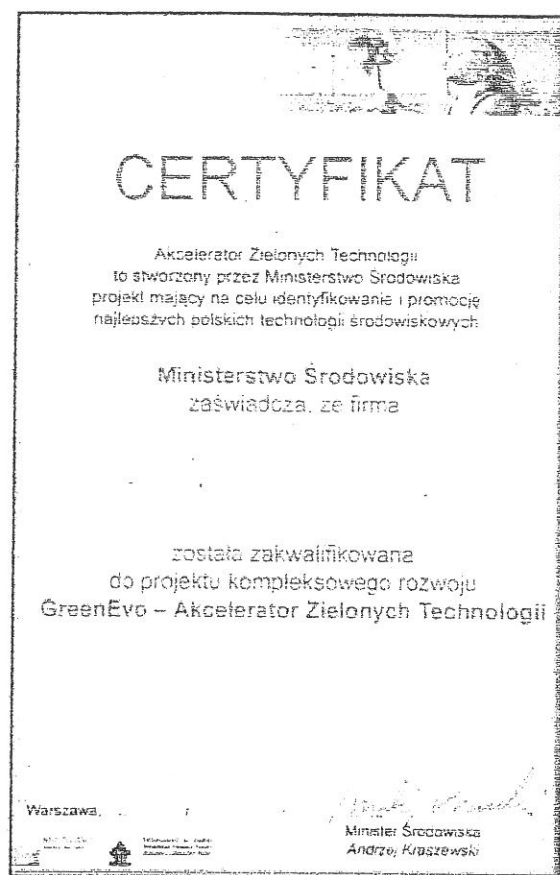 CERTYFIKAT
Akcelerator Zielonych Technologii
to stworzony przez Ministerstwo Środowiska
projekt mający na celu identyfikowanie i promocję
najlepszych polskich technologii środowiskowych
Ministerstwo Środowiska
zaświadcza, ze firma
została zakwalifikowana
do projektu kompleksowego rozwoju
GreenEvo – Akcelerator Zielonych Technologii
Warszawa,
Minister Środowiska
Andrzej Kraszewski